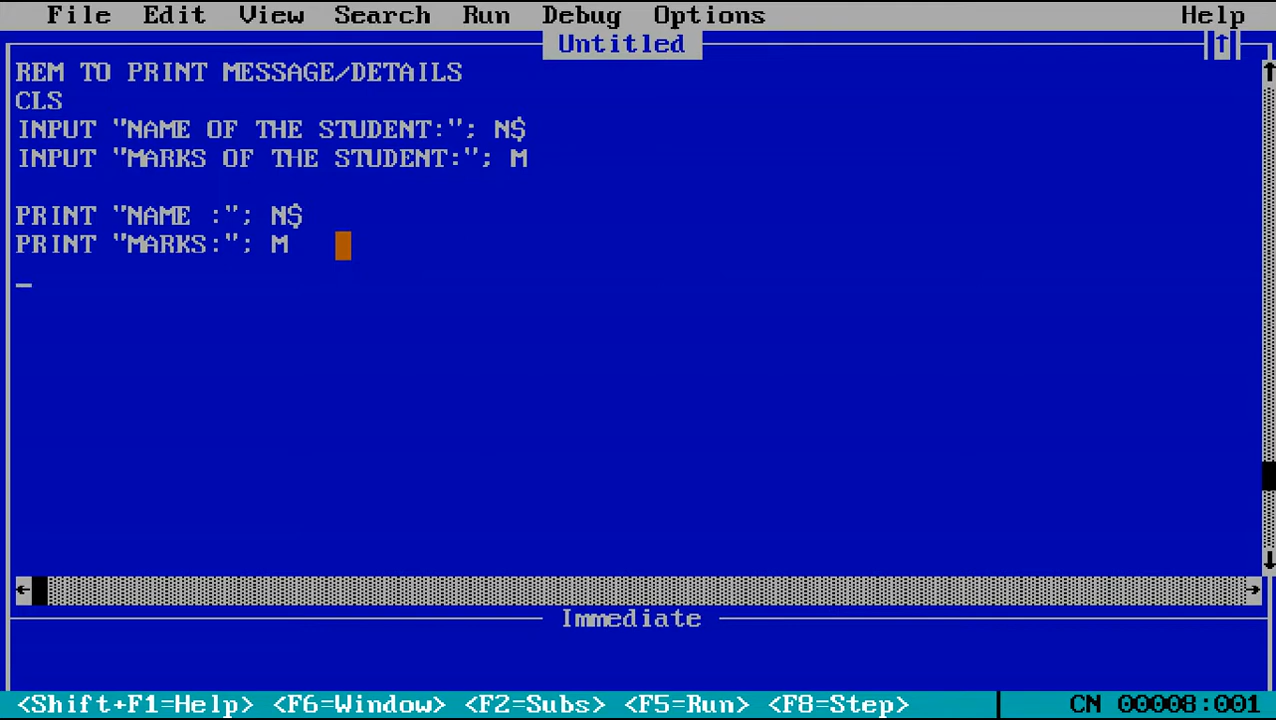 File Edit View Search Run Debug Options Help
Untitled
REM TO PRINT MESSAGE/DETAILS
CLS
INPUT "NAME OF THE STUDENT:"; N$
INPUT "MARKS OF THE STUDENT:"; M
PRINT "NAME :"; N$
PRINT "MARKS:"; M
Immediate
<Shift+F1=Help> <F6=Window> <F2=Subs> <F5=Run> <F8=Step> CN 00008:001